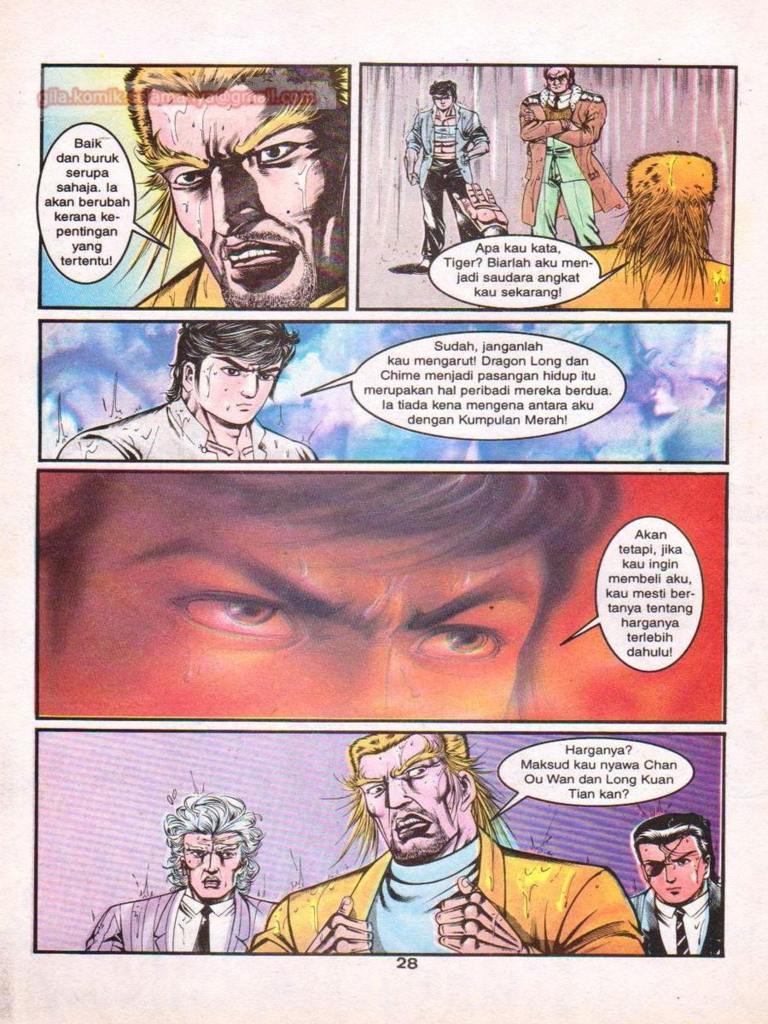 Baik
dan buruk
serupa
sahaja. Ia
akan berubah
kerana ke-
pentingan
yang
tertentu!
Apa kau kata,
Tiger? Biarlah aku men-
jadi saudara angkat
kau sekarang!
Sudah, janganlah
kau mengarut! Dragon Long dan
Chime menjadi pasangan hidup itu
merupakan hal peribadi mereka berdua.
Ia tiada kena mengena antara aku
dengan Kumpulan Merah!
Akan
tetapi, jika
kau ingin
membeli aku,
kau mesti ber-
tanya tentang
harganya
terlebih
dahulu!
Harganya?
Maksud kau nyawa Chan
Ou Wan dan Long Kuan
Tian kan?
28